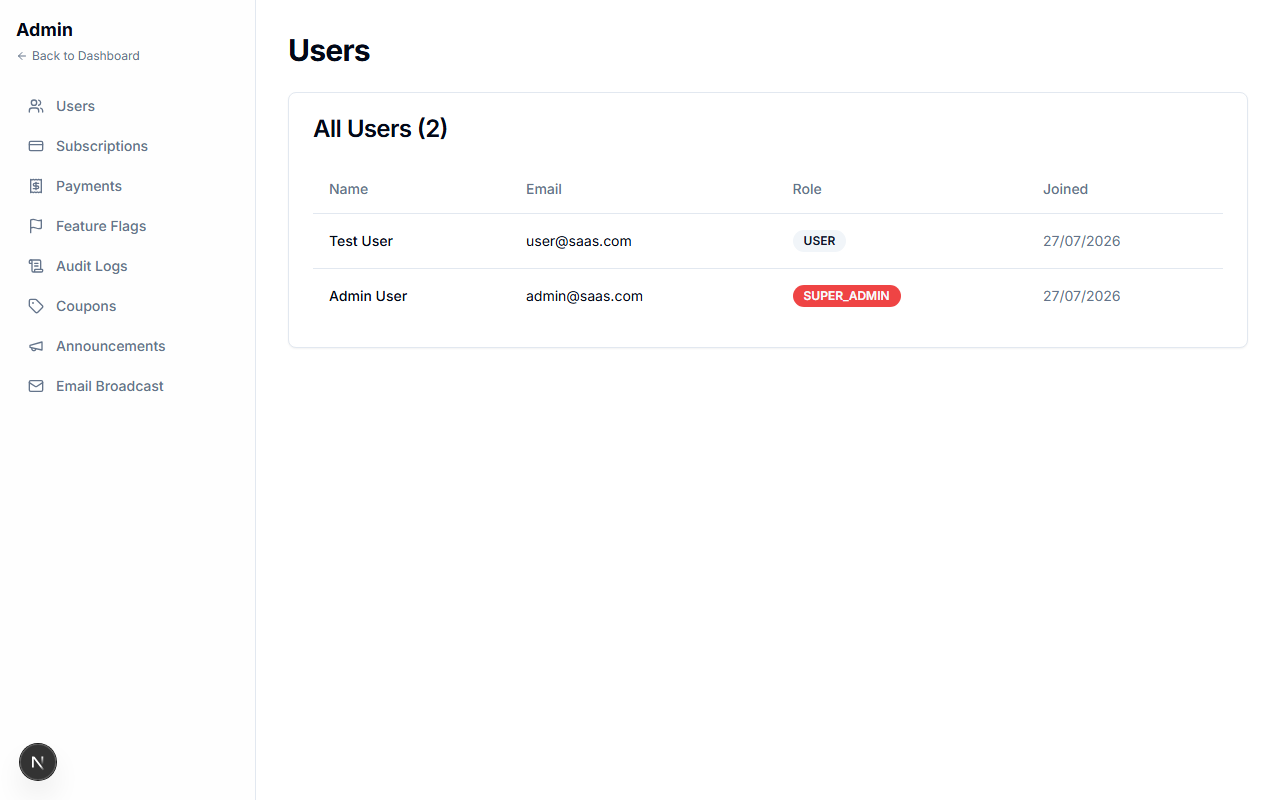 Admin
← Back to Dashboard
Users
Subscriptions
Payments
Feature Flags
Audit Logs
Coupons
Announcements
Email Broadcast
N
Users
All Users (2)
Name Email Role Joined
Test User user@saas.com USER 27/07/2026
Admin User admin@saas.com SUPER_ADMIN 27/07/2026